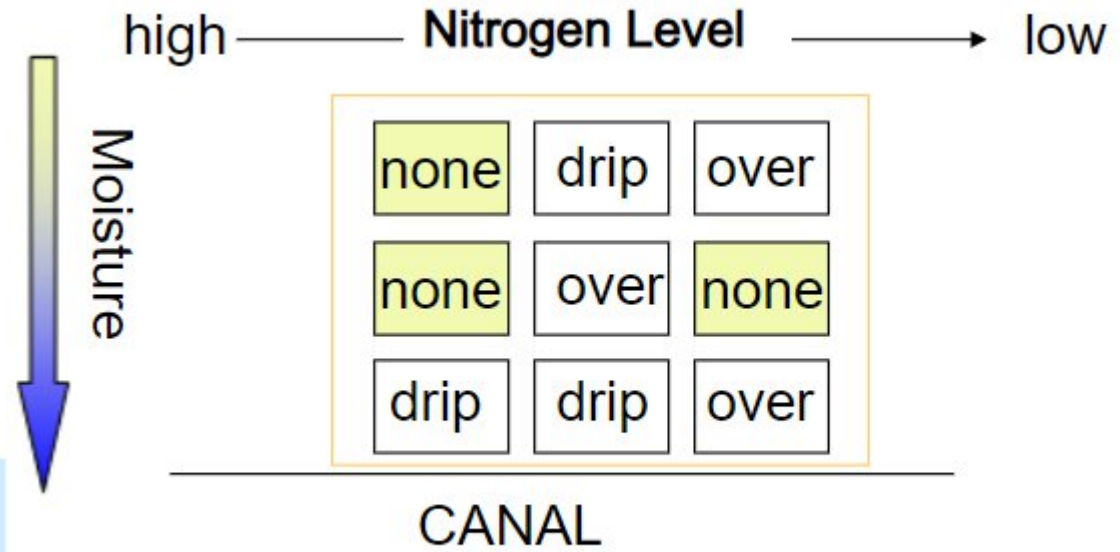 high Nitrogen Level low
Moisture
none drip over
none over none
drip drip over
CANAL